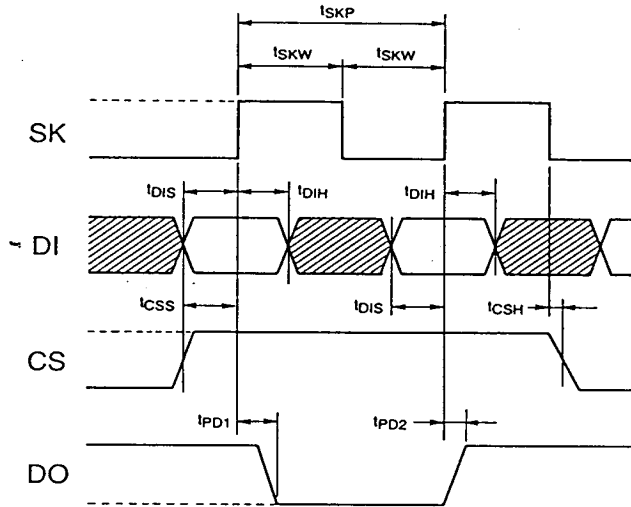 tSKP
tSKW tSKW
SK
tDIS tDIH tDIH
DI
tCSS tDIS tCSH
CS
tPD1 tPD2
DO